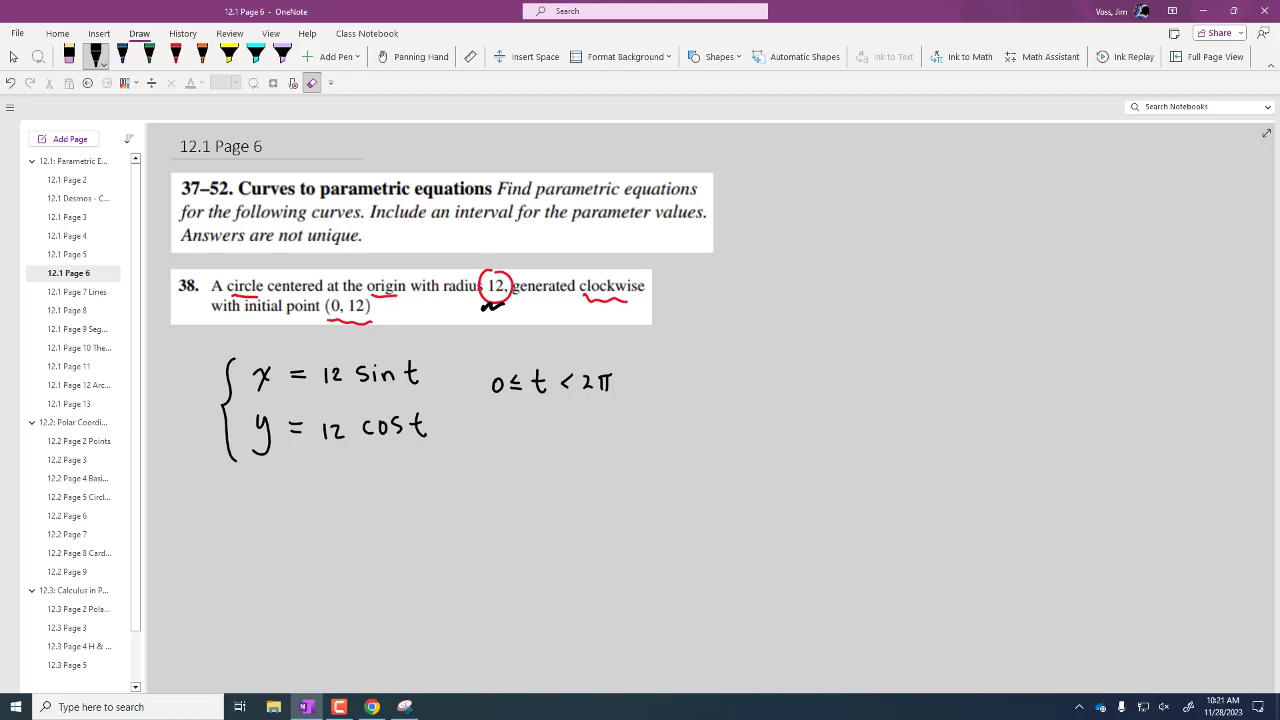 12.1 Page 6 - OneNote
Search
Voss, Jim
File Home Insert Draw History Review View Help Class Notebook
Share
Add Pen Panning Hand Insert Space Format Background Shapes Automatic Shapes Ink to Text Ink to Shape Ink to Math Math Assistant Ink Replay Full Page View
Search Notebooks
Add Page
12.1: Parametric E...
12.1 Page 2
12.1 Desmos - C...
12.1 Page 3
12.1 Page 4
12.1 Page 5
12.1 Page 6
12.1 Page 7 Lines
12.1 Page 8
12.1 Page 9 Seg...
12.1 Page 10 The...
12.1 Page 11
12.1 Page 12 Arc...
12.1 Page 13
12.2: Polar Coordi...
12.2 Page 2 Points
12.2 Page 3
12.2 Page 4 Basi...
12.2 Page 5 Circl...
12.2 Page 6
12.2 Page 7
12.2 Page 8 Card...
12.2 Page 9
12.3: Calculus in P...
12.3 Page 2 Pola...
12.3 Page 3
12.3 Page 4 H & ...
12.3 Page 5
12.1 Page 6
37–52. Curves to parametric equations Find parametric equations
for the following curves. Include an interval for the parameter values.
Answers are not unique.
38. A circle centered at the origin with radius 12, generated clockwise
with initial point (0, 12)
x = 12 sin t 0 ≤ t < 2π
y = 12 cos t
Type here to search
10:21 AM
11/28/2023